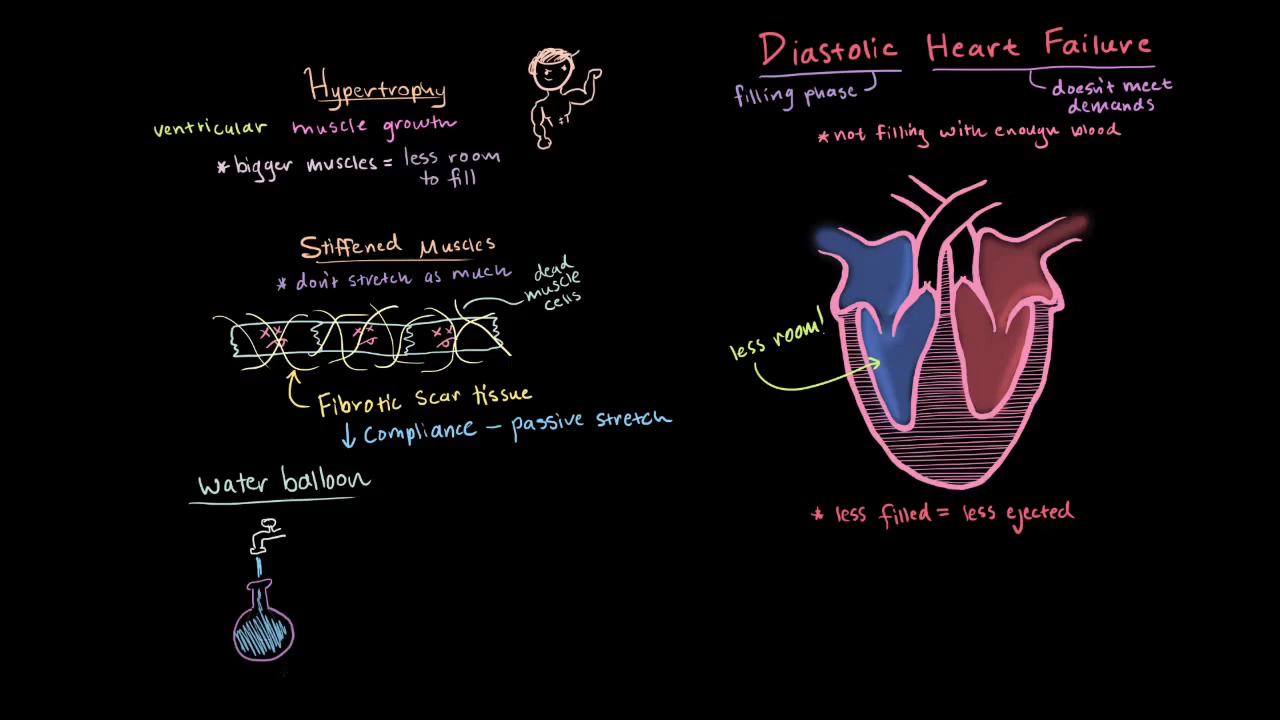 Hypertrophy
ventricular muscle growth
* bigger muscles = less room
to fill
Stiffened Muscles
* don't stretch as much
dead
muscle
cells
Fibrotic scar tissue
↓ compliance – passive stretch
water balloon
Diastolic Heart Failure
filling phase
doesn't meet
demands
* not filling with enough blood
less room!
* less filled = less ejected